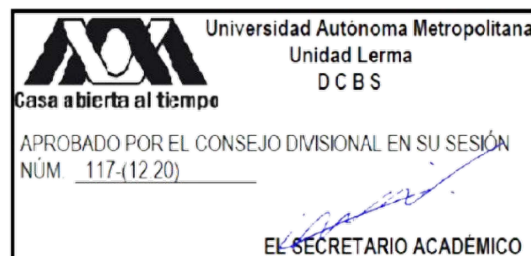 Universidad Autónoma Metropolitana
Unidad Lerma
D C B S
Casa abierta al tiempo
APROBADO POR EL CONSEJO DIVISIONAL EN SU SESIÓN
NÚM. 117-(12.20)
EL SECRETARIO ACADÉMICO